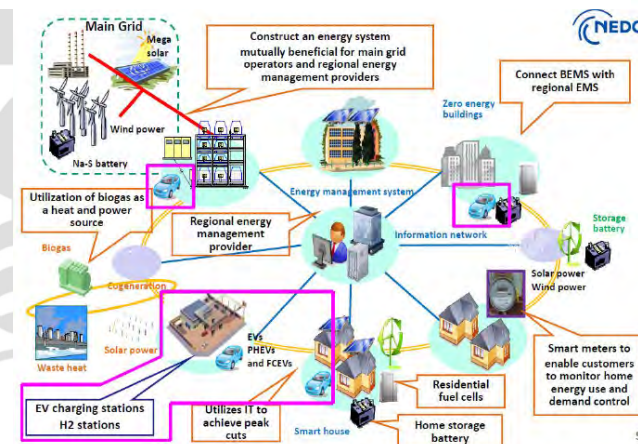 Main Grid
Mega
solar
Wind power
Na-S battery
Construct an energy system
mutually beneficial for main grid
operators and regional energy
management providers
NEDO
Connect BEMS with
regional EMS
Zero energy
buildings
Utilization of biogas as
a heat and power
source
Energy management system
Regional energy
management
provider
Information network
Storage
battery
Biogas
Cogeneration
Solar power
Wind power
Waste heat
Solar power
EVs
PHEVs
and FCEVs
EV charging stations
H2 stations
Utilizes IT to
achieve peak
cuts
Smart house
Residential
fuel cells
Home storage
battery
Smart meters to
enable customers
to monitor home
energy use and
demand control